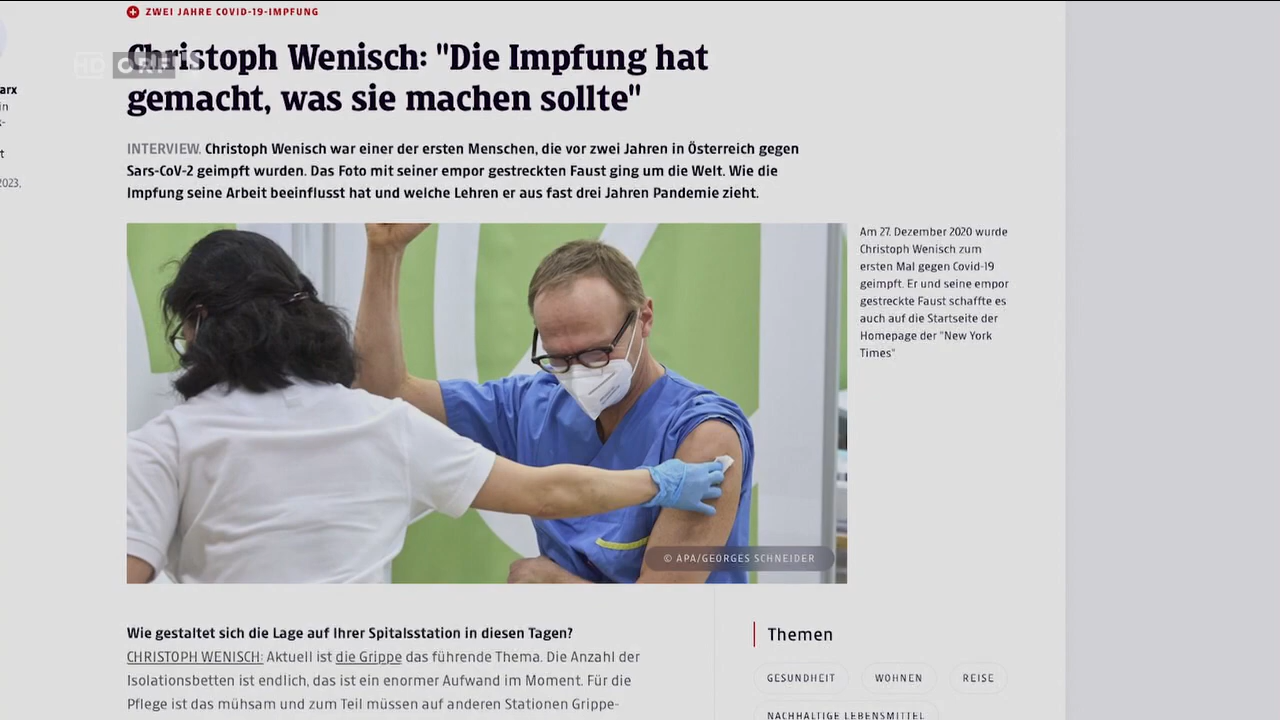 ZWEI JAHRE COVID-19-IMPFUNG
HD ORF
Christoph Wenisch: "Die Impfung hat
gemacht, was sie machen sollte"
arx
in
t
2023,
INTERVIEW. Christoph Wenisch war einer der ersten Menschen, die vor zwei Jahren in Österreich gegen
Sars-CoV-2 geimpft wurden. Das Foto mit seiner empor gestreckten Faust ging um die Welt. Wie die
Impfung seine Arbeit beeinflusst hat und welche Lehren er aus fast drei Jahren Pandemie zieht.
Am 27. Dezember 2020 wurde
Christoph Wenisch zum
ersten Mal gegen Covid-19
geimpft. Er und seine empor
gestreckte Faust schaffte es
auch auf die Startseite der
Homepage der "New York
Times"
© APA/GEORGES SCHNEIDER
Wie gestaltet sich die Lage auf Ihrer Spitalsstation in diesen Tagen?
CHRISTOPH WENISCH: Aktuell ist die Grippe das führende Thema. Die Anzahl der
Isolationsbetten ist endlich, das ist ein enormer Aufwand im Moment. Für die
Pflege ist das mühsam und zum Teil müssen auf anderen Stationen Grippe-
Themen
GESUNDHEIT
WOHNEN
REISE
NACHHALTIGE LEBENSMITTEL